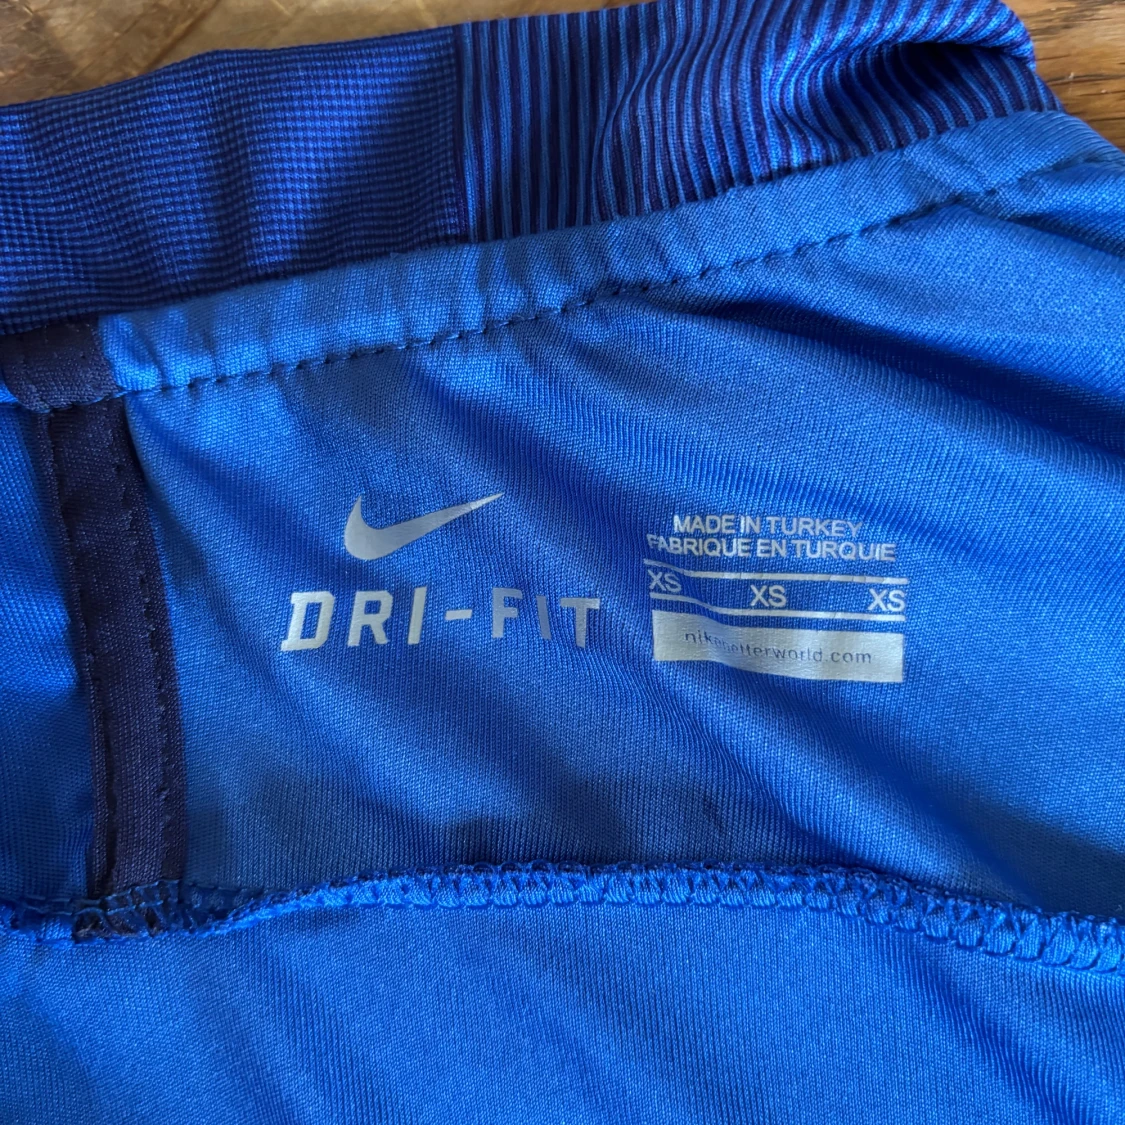 DRI-FIT
MADE IN TURKEY
FABRIQUE EN TURQUIE
XS XS XS
nikebetterworld.com